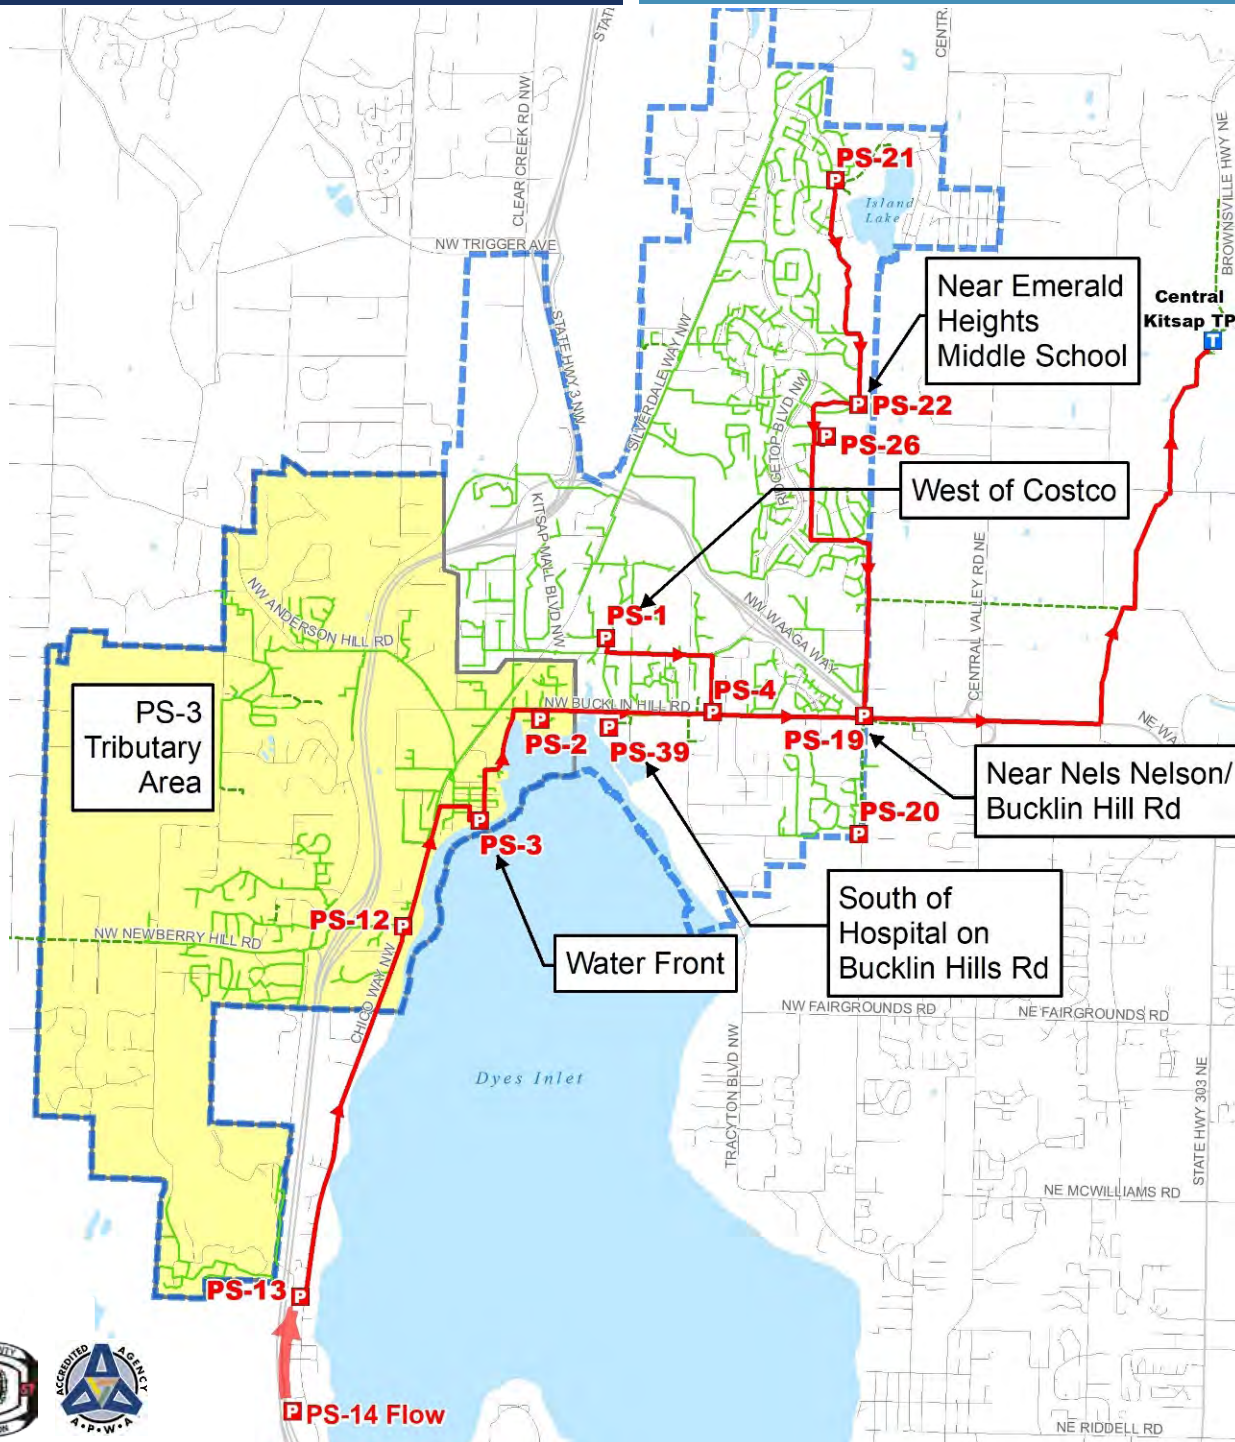 CLEAR CREEK RD NW
BROWNSVILLE HWY NE
PS-21
Island
Lake
NW TRIGGER AVE
Near Emerald
Heights
Middle School
Central
Kitsap TP
T
STATE HWY 3 NW
SILVERDALE WAY NW
RIDGETOP BLVD NW
P PS-22
P PS-26
West of Costco
KITSAP MALL BLVD NW
NW ANDERSON HILL RD
PS-1
P
NW WAAGA WAY
CENTRAL VALLEY RD NE
PS-3
Tributary
Area
NW BUCKLIN HILL RD
PS-4
P
PS-2
PS-39
PS-19
P
Near Nels Nelson/
Bucklin Hill Rd
PS-20
P
PS-3
P
South of
Hospital on
Bucklin Hills Rd
PS-12 P
NW NEWBERRY HILL RD
CHICO WAY NW
Water Front
NW FAIRGROUNDS RD
NE FAIRGROUNDS RD
Dyes Inlet
TRACYTON BLVD NW
STATE HWY 303 NE
NE MCWILLIAMS RD
PS-13 P
P PS-14 Flow
NE RIDDELL RD
ACCREDITED AGENCY
A•P•W•A